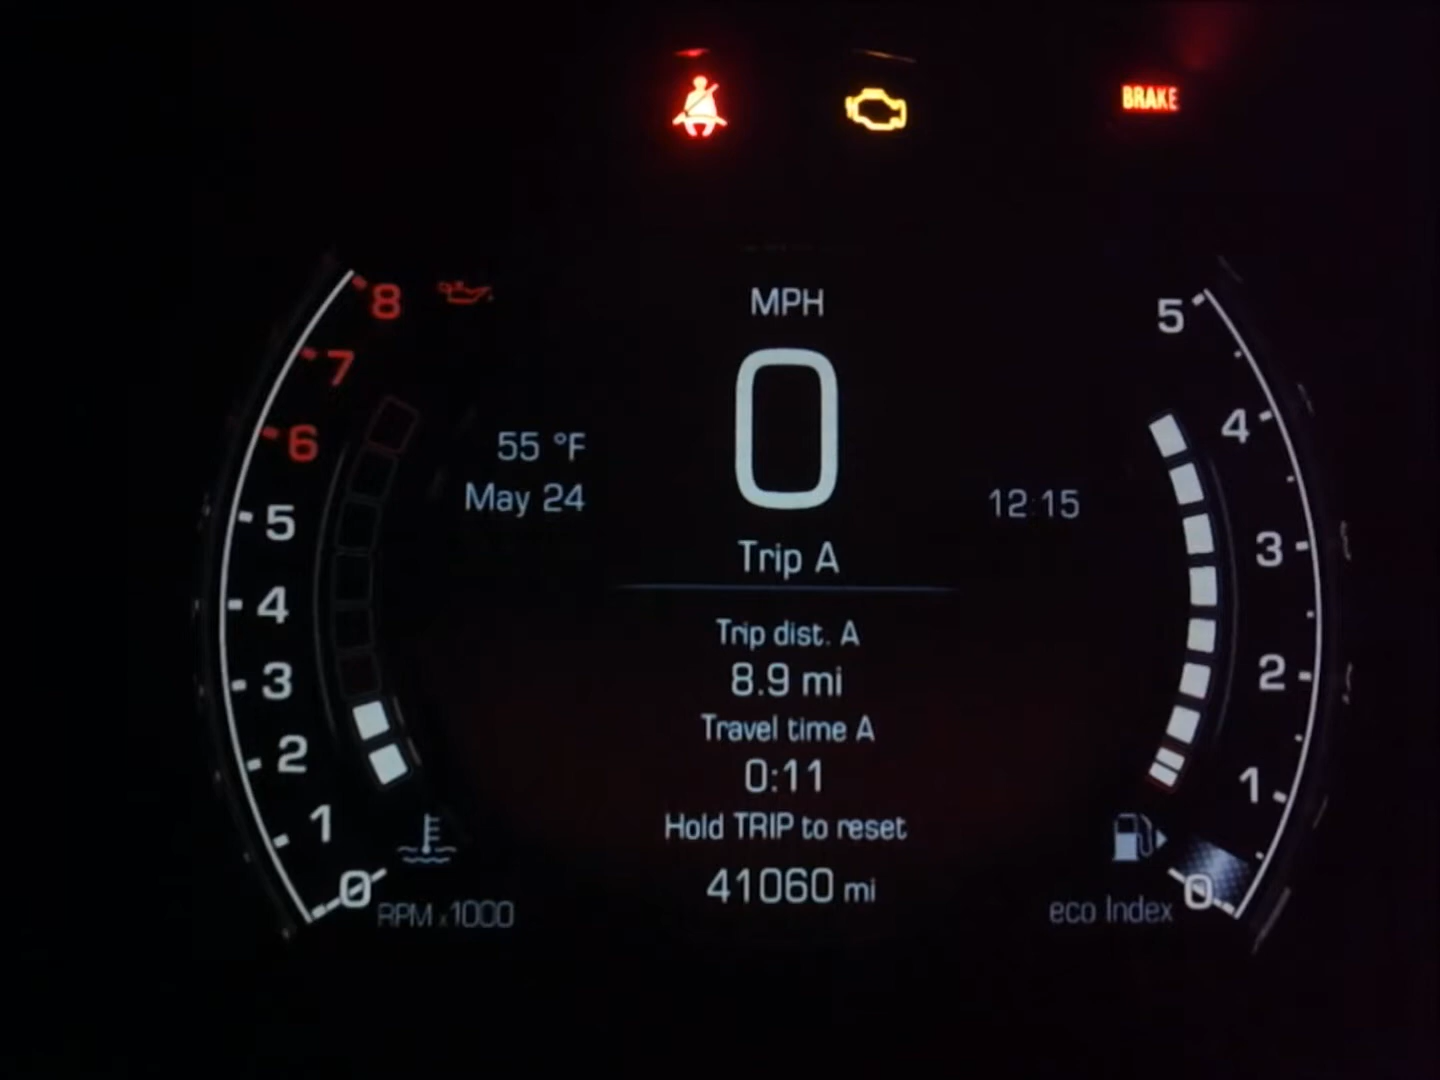 BRAKE
8
7
6
5
4
3
2
1
0
RPM x1000
55 °F
May 24
MPH
0
Trip A
Trip dist. A
8.9 mi
Travel time A
0:11
Hold TRIP to reset
41060 mi
12:15
5
4
3
2
1
0
eco Index